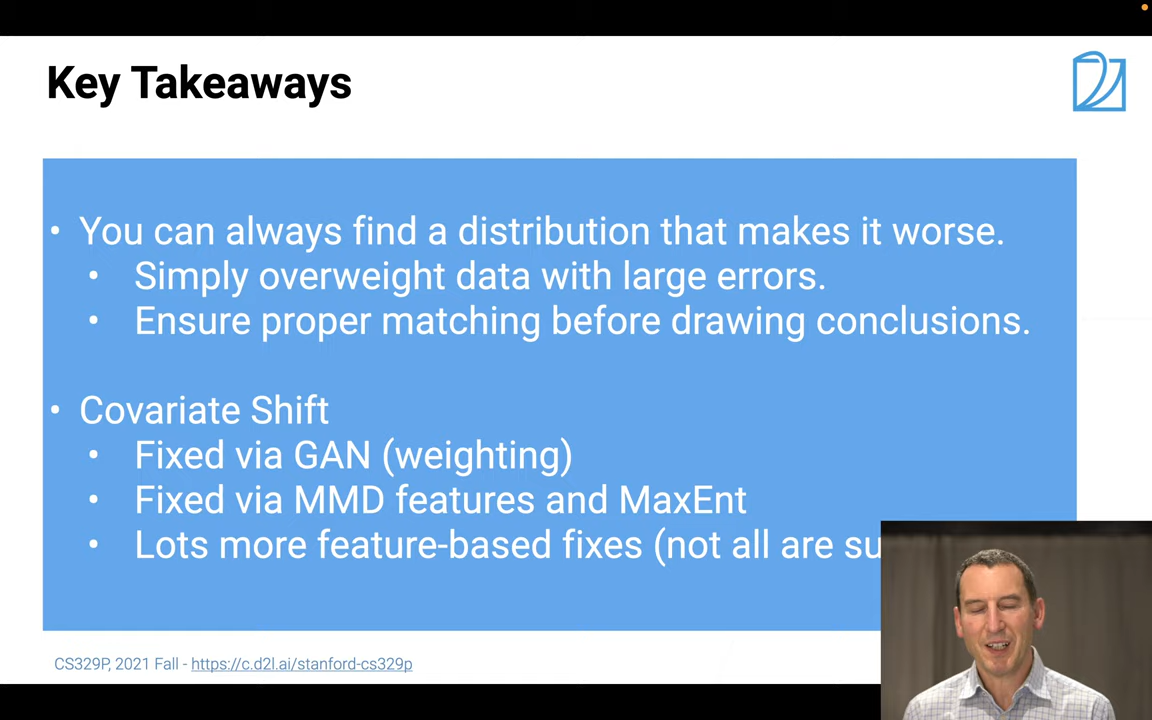 Key Takeaways
• You can always find a distribution that makes it worse.
• Simply overweight data with large errors.
• Ensure proper matching before drawing conclusions.
• Covariate Shift
• Fixed via GAN (weighting)
• Fixed via MMD features and MaxEnt
• Lots more feature-based fixes (not all are
CS329P, 2021 Fall - https://c.d2l.ai/stanford-cs329p